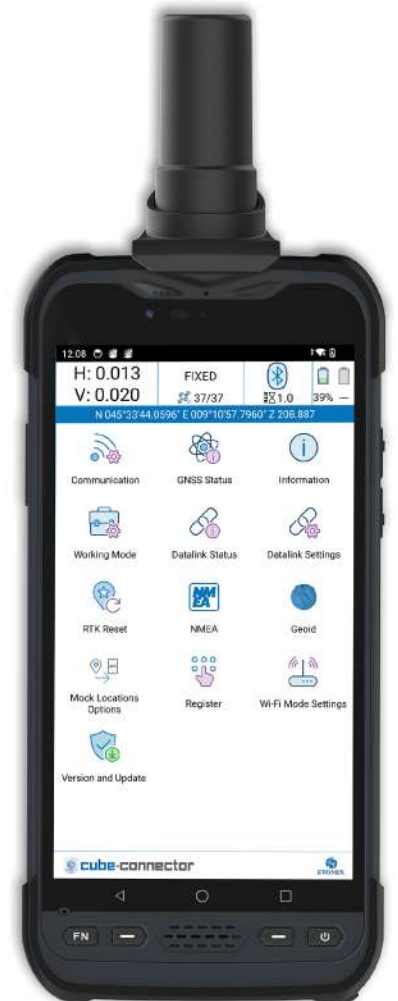 12:08
H: 0.013
V: 0.020
FIXED
37/37
1.0
39%
N 045°33'44.0596" E 009°10'57.7960" Z 208.887
Communication
GNSS Status
Information
Working Mode
Datalink Status
Datalink Settings
RTK Reset
NMEA
NMEA
Geoid
Mock Locations
Options
Register
Wi-Fi Mode Settings
Version and Update
cube-connector
STONEX
FN